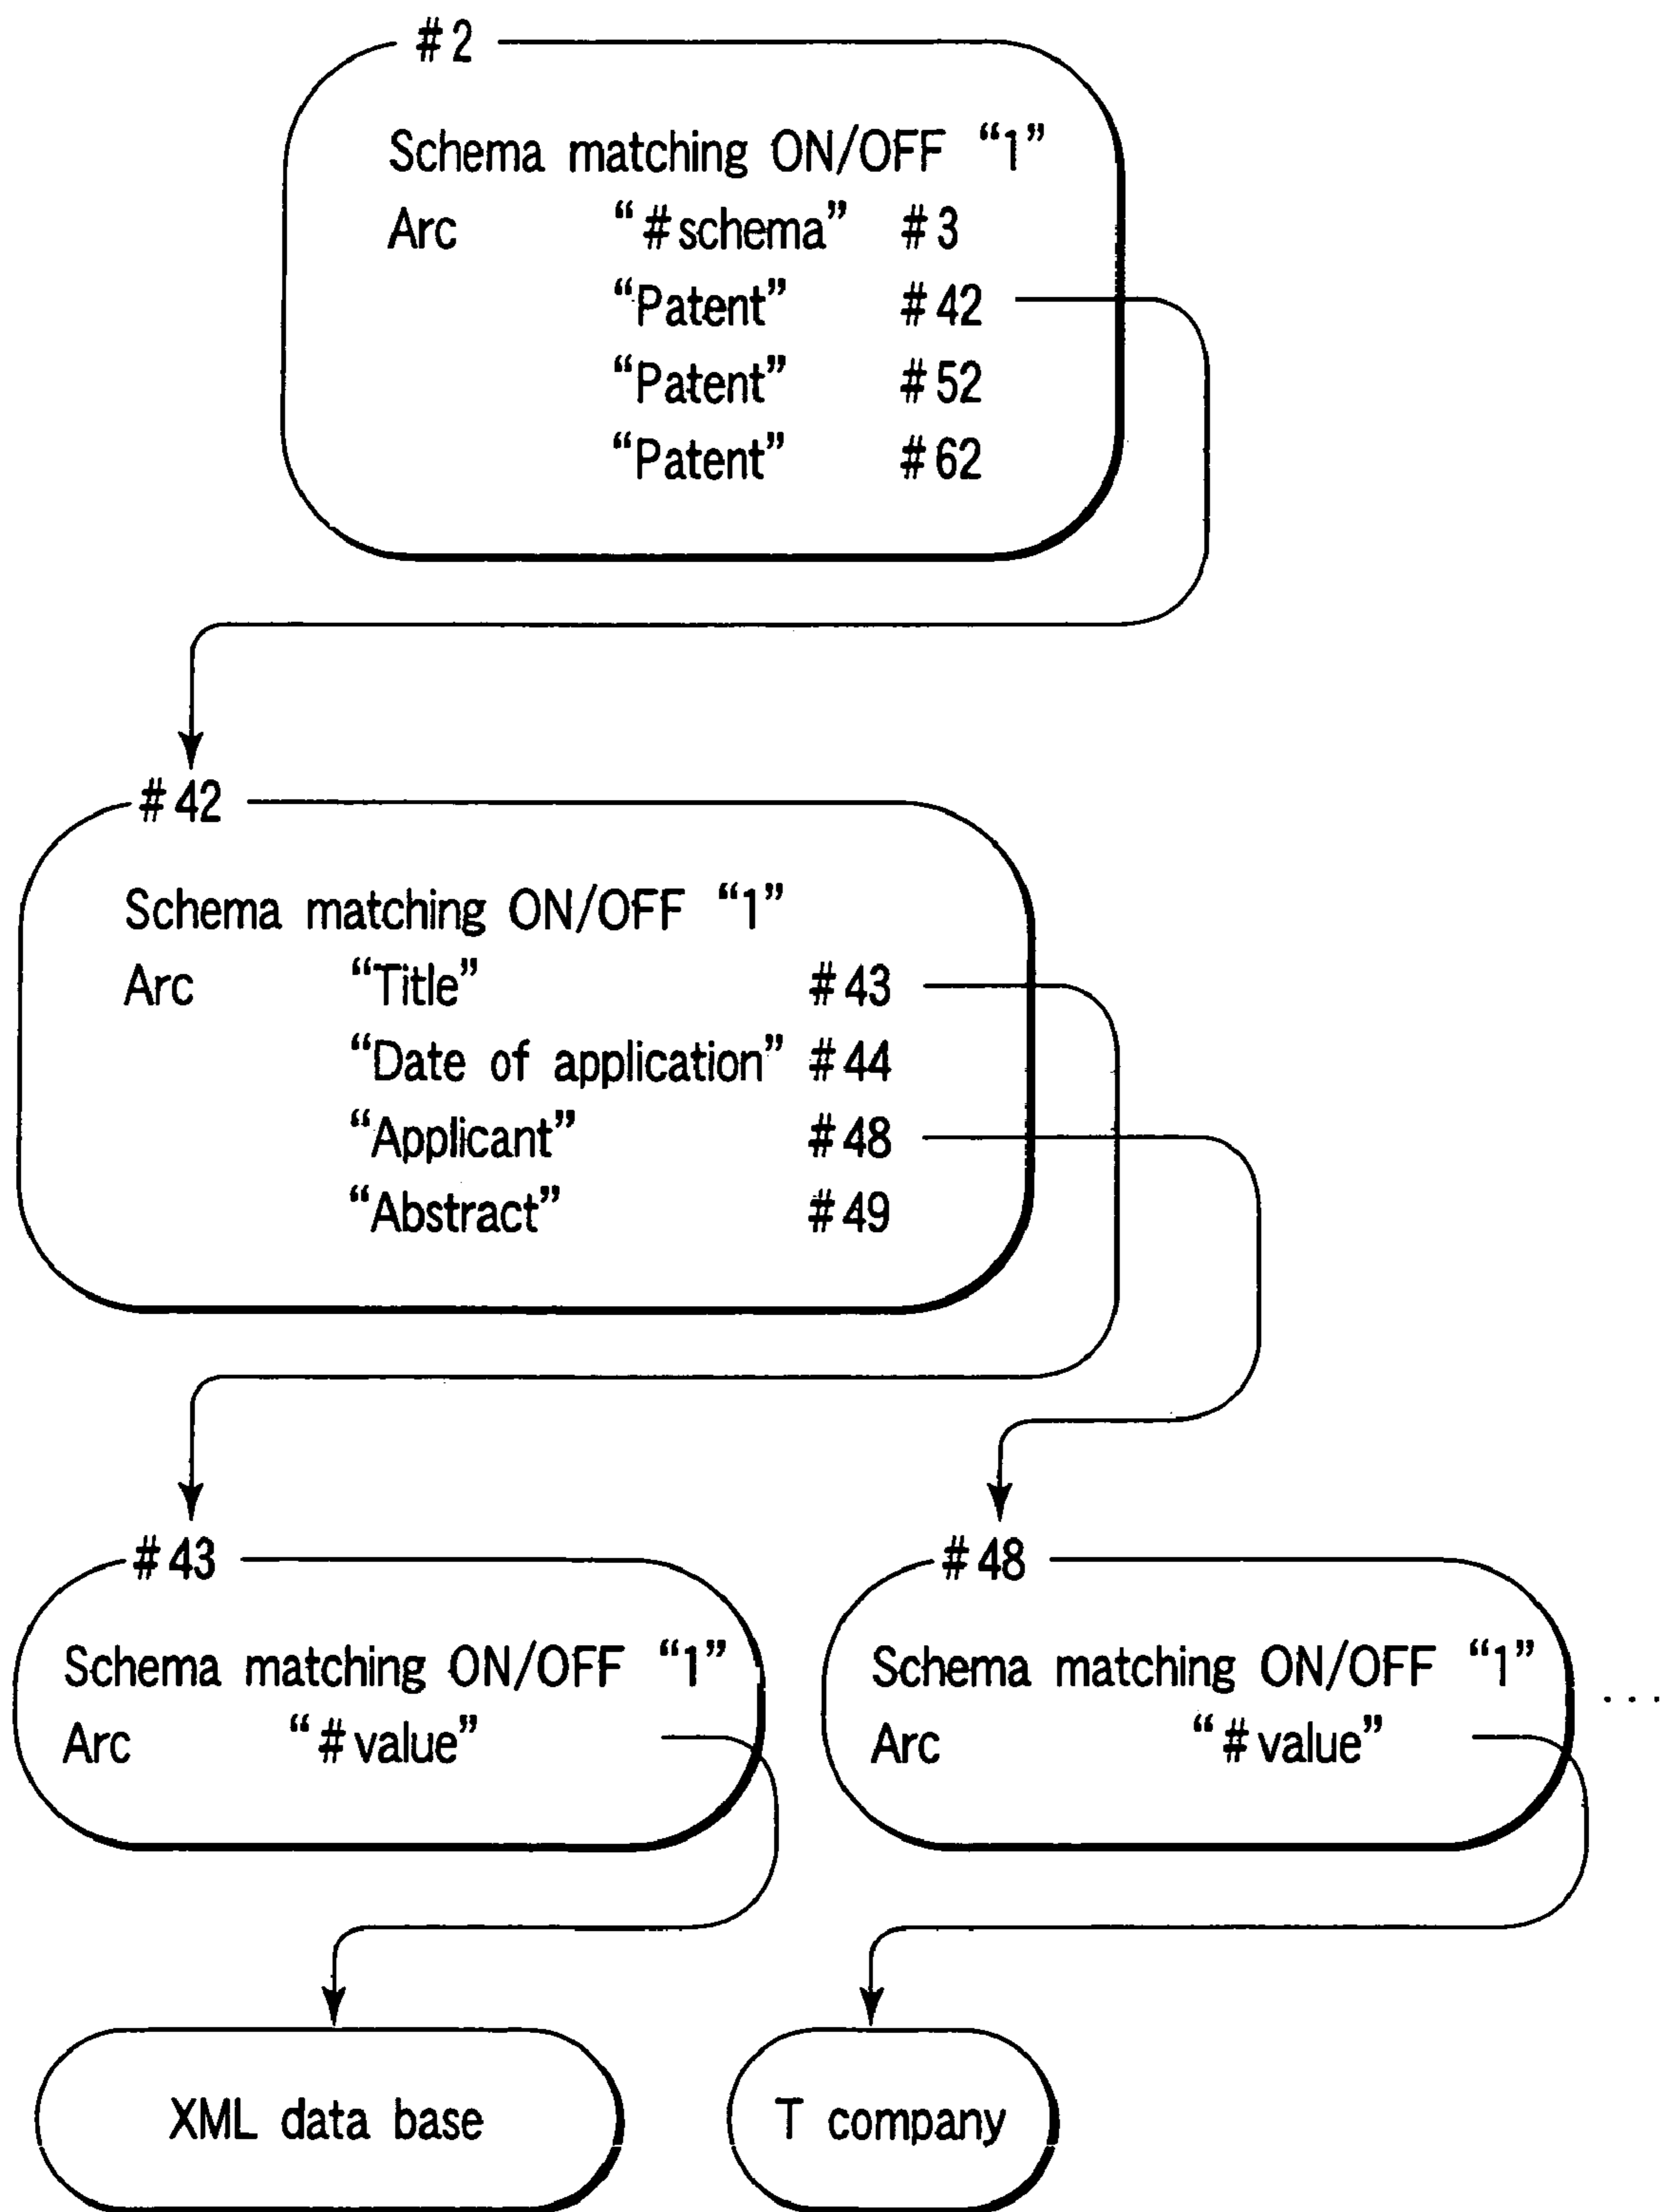 #2
Schema matching ON/OFF “1”
Arc “#schema” #3
“Patent” #42
“Patent” #52
“Patent” #62
#42
Schema matching ON/OFF “1”
Arc “Title” #43
“Date of application” #44
“Applicant” #48
“Abstract” #49
#43
Schema matching ON/OFF “1”
Arc “#value”
#48
Schema matching ON/OFF “1”
Arc “#value”
...
XML data base
T company